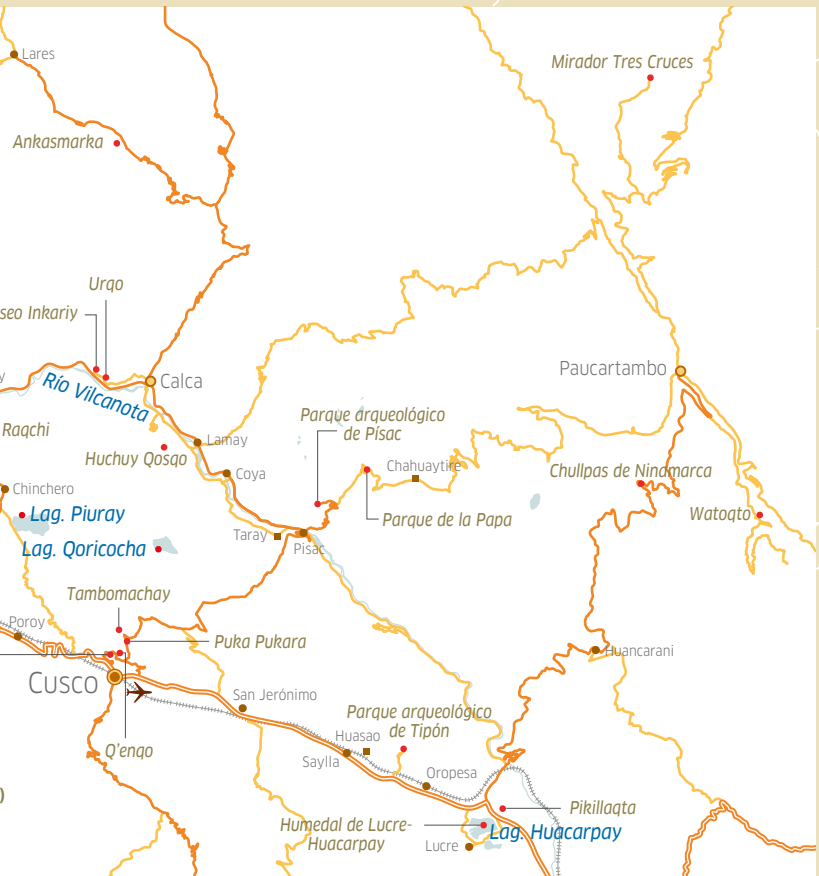 Lares
Mirador Tres Cruces
Ankasmarka
Urqo
seo Inkariy
Calca
Paucartambo
Río Vilcanota
Raqchi
Lamay
Parque arqueológico
de Písac
Huchuy Qosqo
Coya
Chahuaytire
Chullpas de Ninamarca
Chinchero
Lag. Piuray
Parque de la Papa
Watoqto
Lag. Qoricocha
Taray
Pisac
Tambomachay
Poroy
Puka Pukara
Huancarani
Cusco
San Jerónimo
Parque arqueológico
de Tipón
Q'enqo
Huasao
Saylla
Oropesa
Pikillaqta
Humedal de Lucre-
Huacarpay
Lag. Huacarpay
Lucre